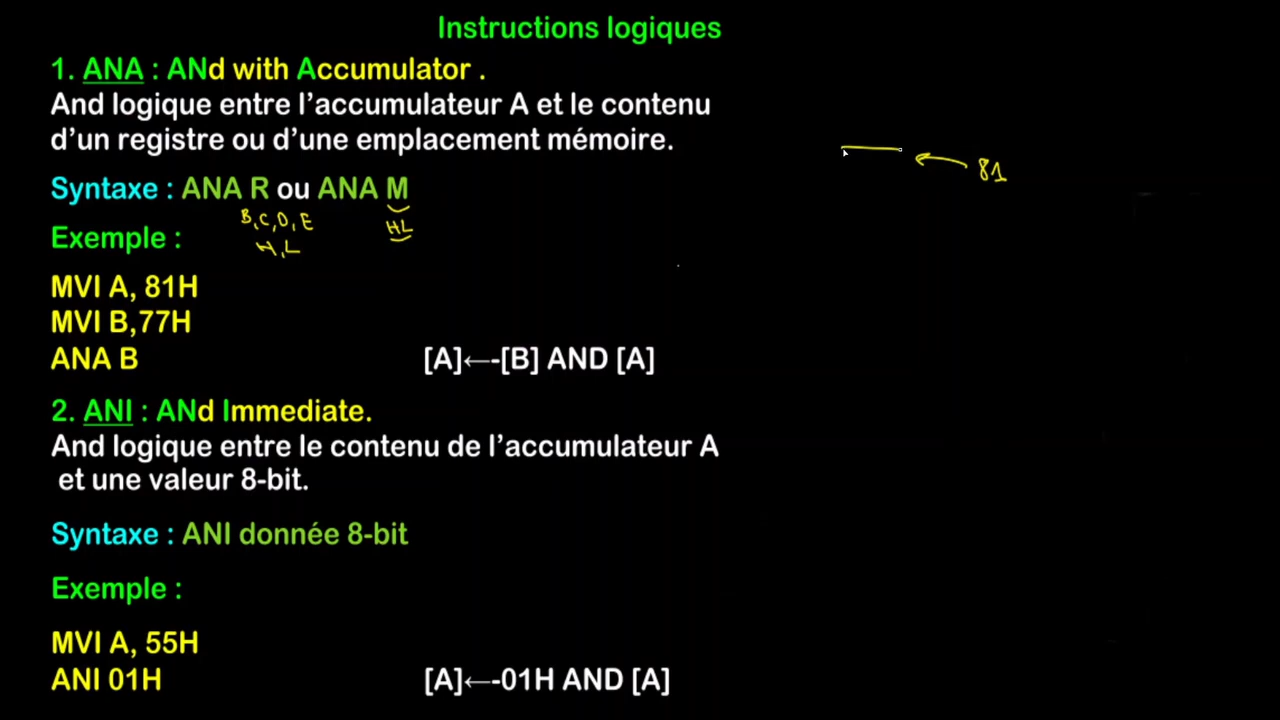 Instructions logiques
1. ANA : ANd with Accumulator .
And logique entre l’accumulateur A et le contenu
d’un registre ou d’une emplacement mémoire.
81
Syntaxe : ANA R ou ANA M
B, C, D, E
HL
H, L
Exemple :
MVI A, 81H
MVI B,77H
ANA B [A]←-[B] AND [A]
2. ANI : ANd Immediate.
And logique entre le contenu de l’accumulateur A
et une valeur 8-bit.
Syntaxe : ANI donnée 8-bit
Exemple :
MVI A, 55H
ANI 01H [A]←-01H AND [A]